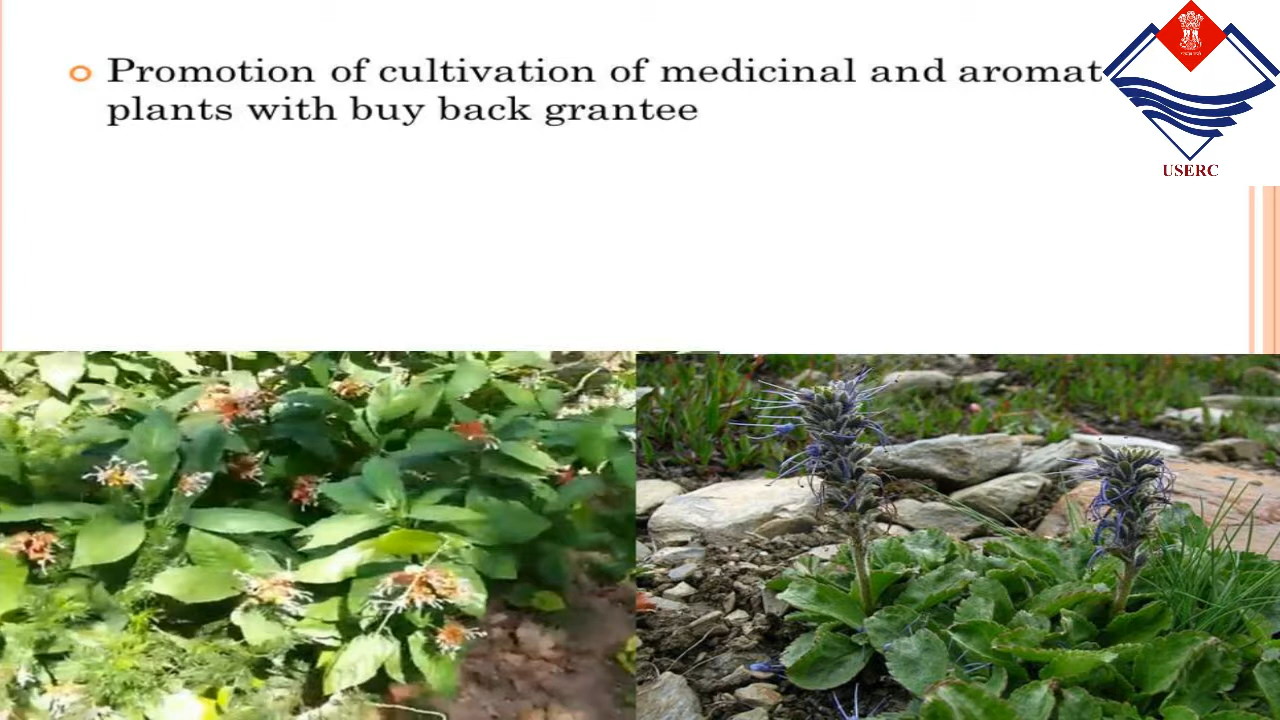 Promotion of cultivation of medicinal and aromat
plants with buy back grantee
USERC